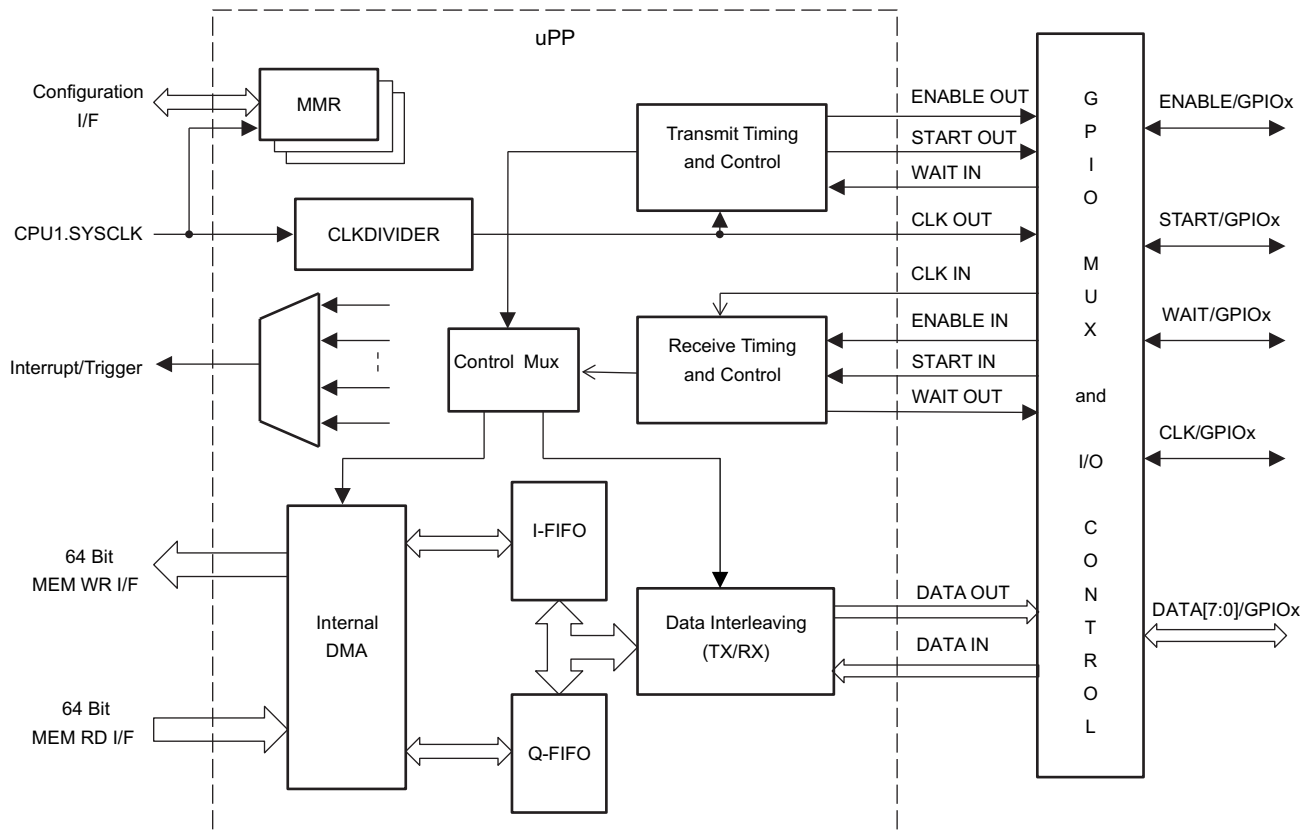 uPP
Configuration
I/F
MMR
CPU1.SYSCLK
CLKDIVIDER
Interrupt/Trigger
Transmit Timing
and Control
Control Mux
Receive Timing
and Control
ENABLE OUT
START OUT
WAIT IN
CLK OUT
CLK IN
ENABLE IN
START IN
WAIT OUT
64 Bit
MEM WR I/F
64 Bit
MEM RD I/F
Internal
DMA
I-FIFO
Q-FIFO
Data Interleaving
(TX/RX)
DATA OUT
DATA IN
G
P
I
O
M
U
X
and
I/O
C
O
N
T
R
O
L
ENABLE/GPIOx
START/GPIOx
WAIT/GPIOx
CLK/GPIOx
DATA[7:0]/GPIOx